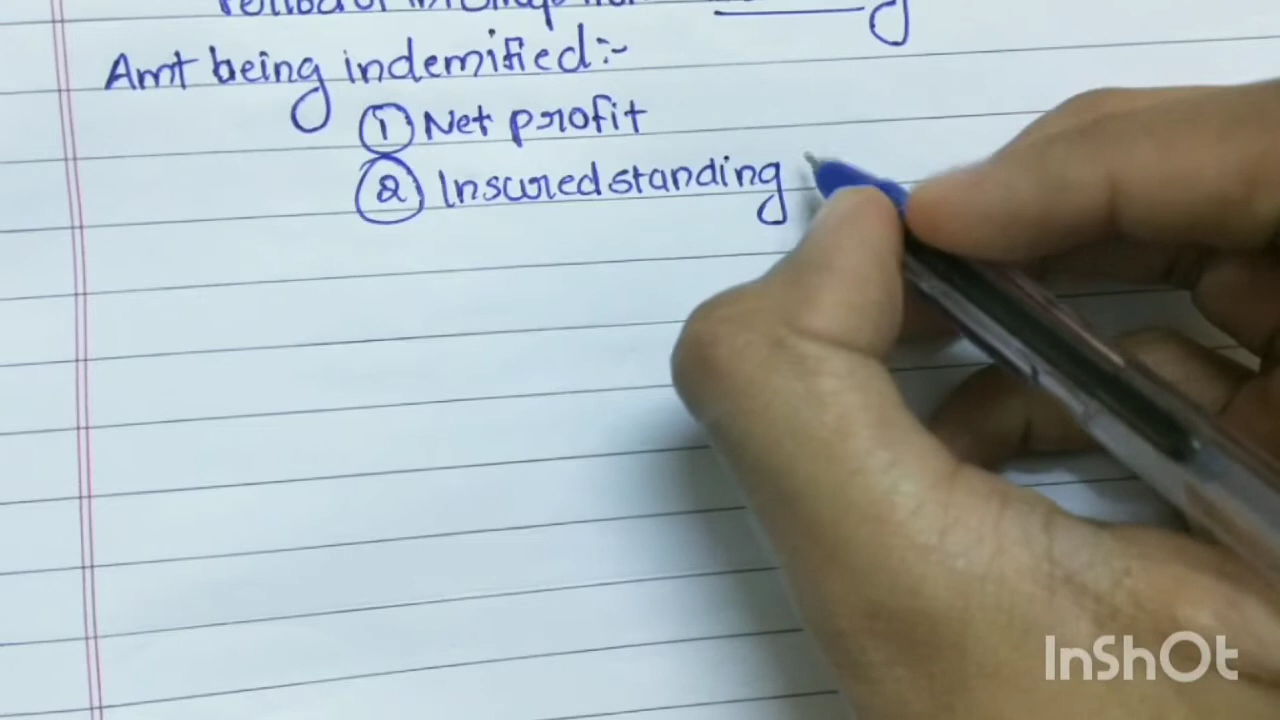 Amt being indemified:-
① Net profit
② Insured standing
InShOt